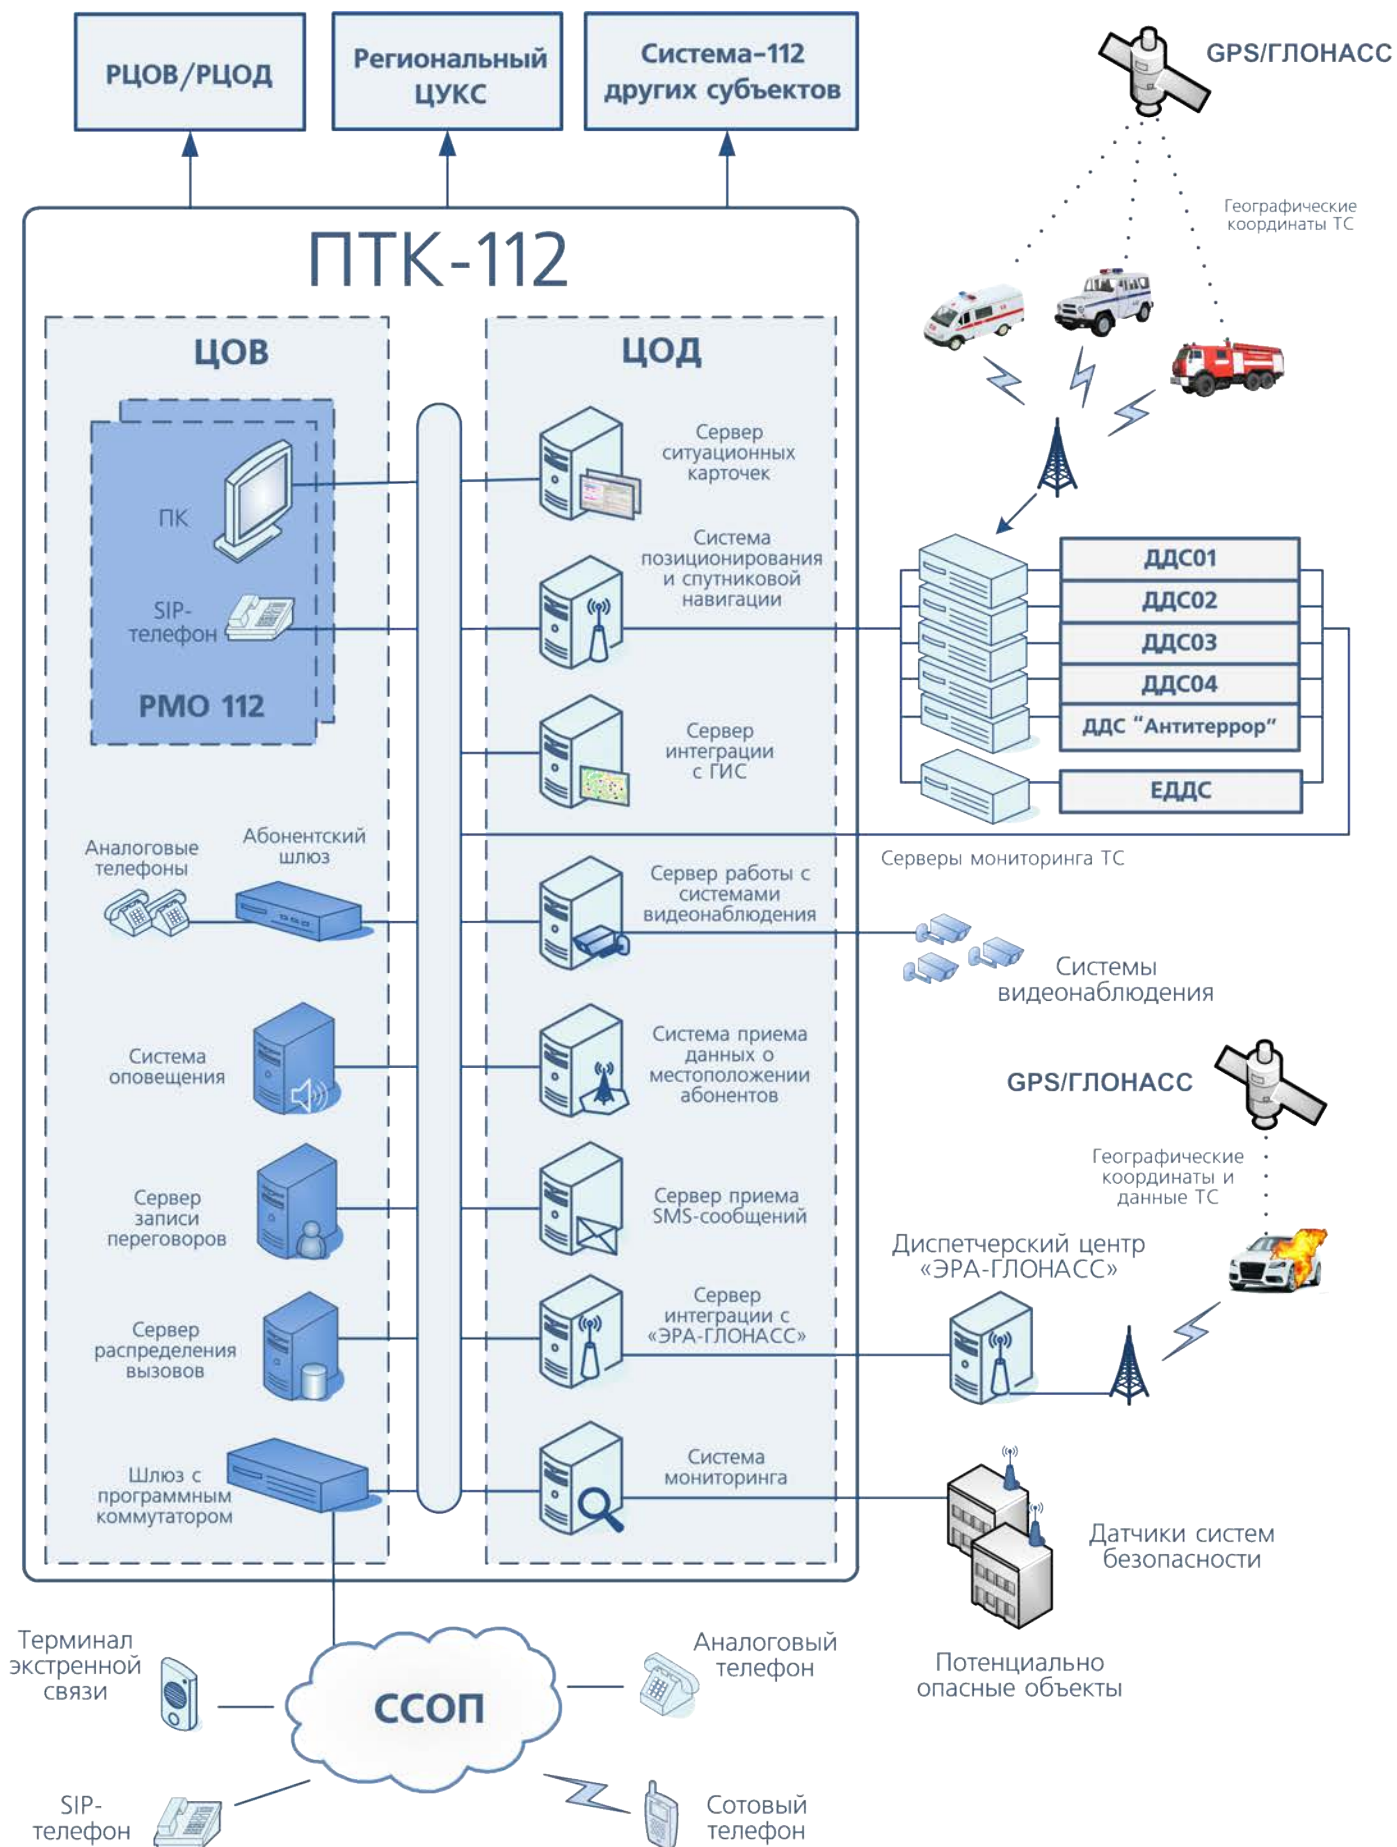 РЦОВ/РЦОД
Региональный
ЦУКС
Система-112
других субъектов
GPS/ГЛОНАСС
Географические
координаты ТС
ПТК-112
ЦОВ
ПК
SIP-
телефон
РМО 112
Аналоговые
телефоны
Абонентский
шлюз
Система
оповещения
Сервер
записи
переговоров
Сервер
распределения
вызовов
Шлюз с
программным
коммутатором
ЦОД
Сервер
ситуационных
карточек
Система
позиционирования
и спутниковой
навигации
Сервер
интеграции
с ГИС
Сервер работы с
системами
видеонаблюдения
Система приема
данных о
местоположении
абонентов
Сервер приема
SMS-сообщений
Сервер
интеграции с
«ЭРА-ГЛОНАСС»
Система
мониторинга
ДДС01
ДДС02
ДДС03
ДДС04
ДДС “Антитеррор”
ЕДДС
Серверы мониторинга ТС
Системы
видеонаблюдения
GPS/ГЛОНАСС
Географические
координаты и
данные ТС
Диспетчерский центр
«ЭРА-ГЛОНАСС»
Датчики систем
безопасности
Потенциально
опасные объекты
Терминал
экстренной
связи
ССОП
Аналоговый
телефон
SIP-
телефон
Сотовый
телефон